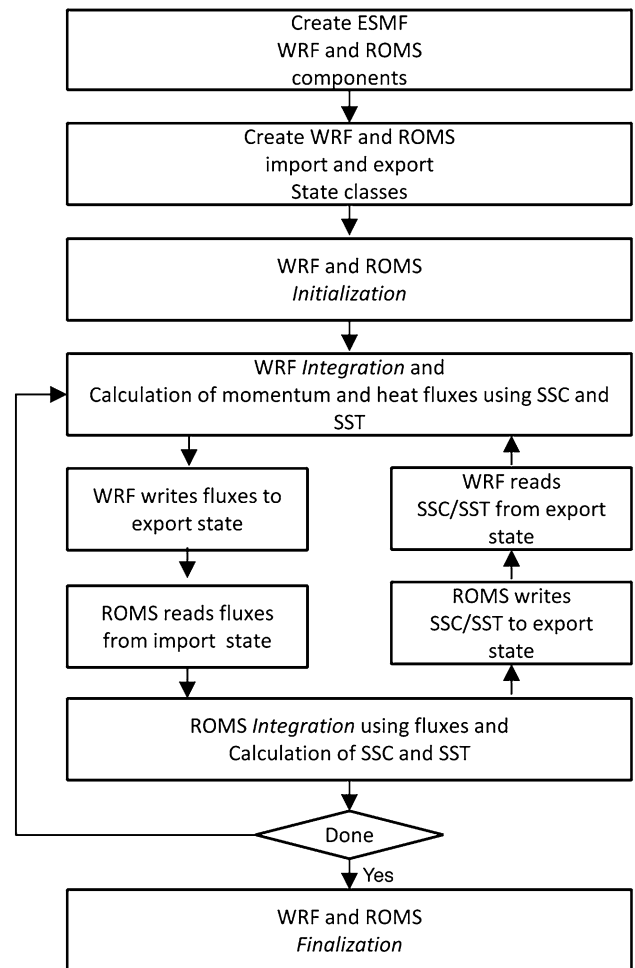 Create ESMF
WRF and ROMS
components
Create WRF and ROMS
import and export
State classes
WRF and ROMS
Initialization
WRF Integration and
Calculation of momentum and heat fluxes using SSC and
SST
WRF writes fluxes to
export state
WRF reads
SSC/SST from export
state
ROMS reads fluxes
from import state
ROMS writes
SSC/SST to export
state
ROMS Integration using fluxes and
Calculation of SSC and SST
Done
Yes
WRF and ROMS
Finalization